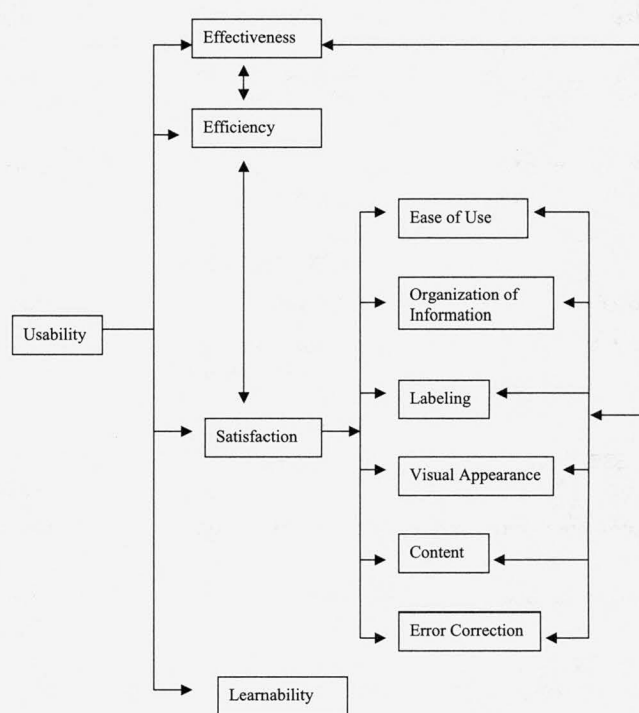 Effectiveness
Efficiency
Ease of Use
Organization of
Information
Usability
Labeling
Satisfaction
Visual Appearance
Content
Error Correction
Learnability